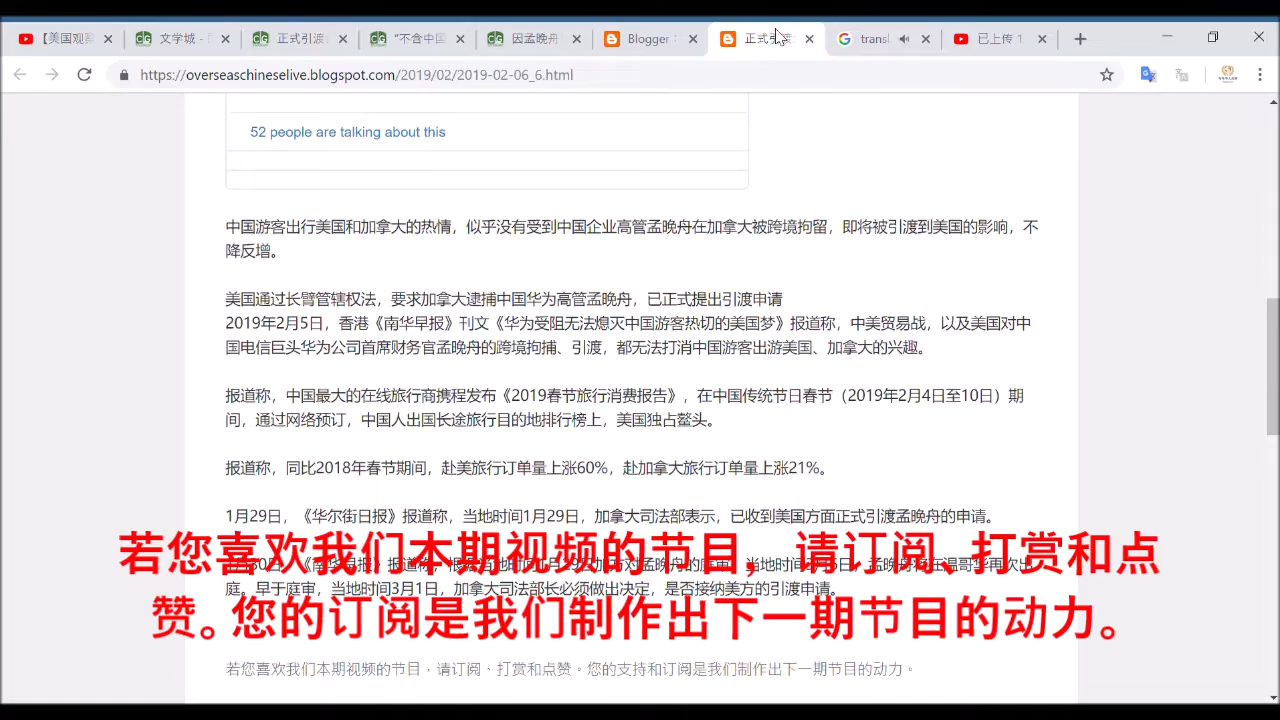 【美国观察
文学城 -
正式引渡
"不含中国
因孟晚舟
Blogger
正式引渡
transl
已上传 1
https://overseaschineselive.blogspot.com/2019/02/2019-02-06_6.html
52 people are talking about this
中国游客出行美国和加拿大的热情，似乎没有受到中国企业高管孟晚舟在加拿大被跨境拘留，即将被引渡到美国的影响，不
降反增。
美国通过长臂管辖权法，要求加拿大逮捕中国华为高管孟晚舟，已正式提出引渡申请
2019年2月5日，香港《南华早报》刊文《华为受阻无法熄灭中国游客热切的美国梦》报道称，中美贸易战，以及美国对中
国电信巨头华为公司首席财务官孟晚舟的跨境拘捕、引渡，都无法打消中国游客出游美国、加拿大的兴趣。
报道称，中国最大的在线旅行商携程发布《2019春节旅行消费报告》，在中国传统节日春节（2019年2月4日至10日）期
间，通过网络预订，中国人出国长途旅行目的地排行榜上，美国独占鳌头。
报道称，同比2018年春节期间，赴美旅行订单量上涨60%，赴加拿大旅行订单量上涨21%。
1月29日，《华尔街日报》报道称，当地时间1月29日，加拿大司法部表示，已收到美国方面正式引渡孟晚舟的申请。
若您喜欢我们本期视频的节目，请订阅、打赏和点
庭。早于庭审，当地时间3月1日，加拿大司法部长必须做出决定，是否接纳美方的引渡申请。
赞。您的订阅是我们制作出下一期节目的动力。
若您喜欢我们本期视频的节目，请订阅、打赏和点赞。您的支持和订阅是我们制作出下一期节目的动力。